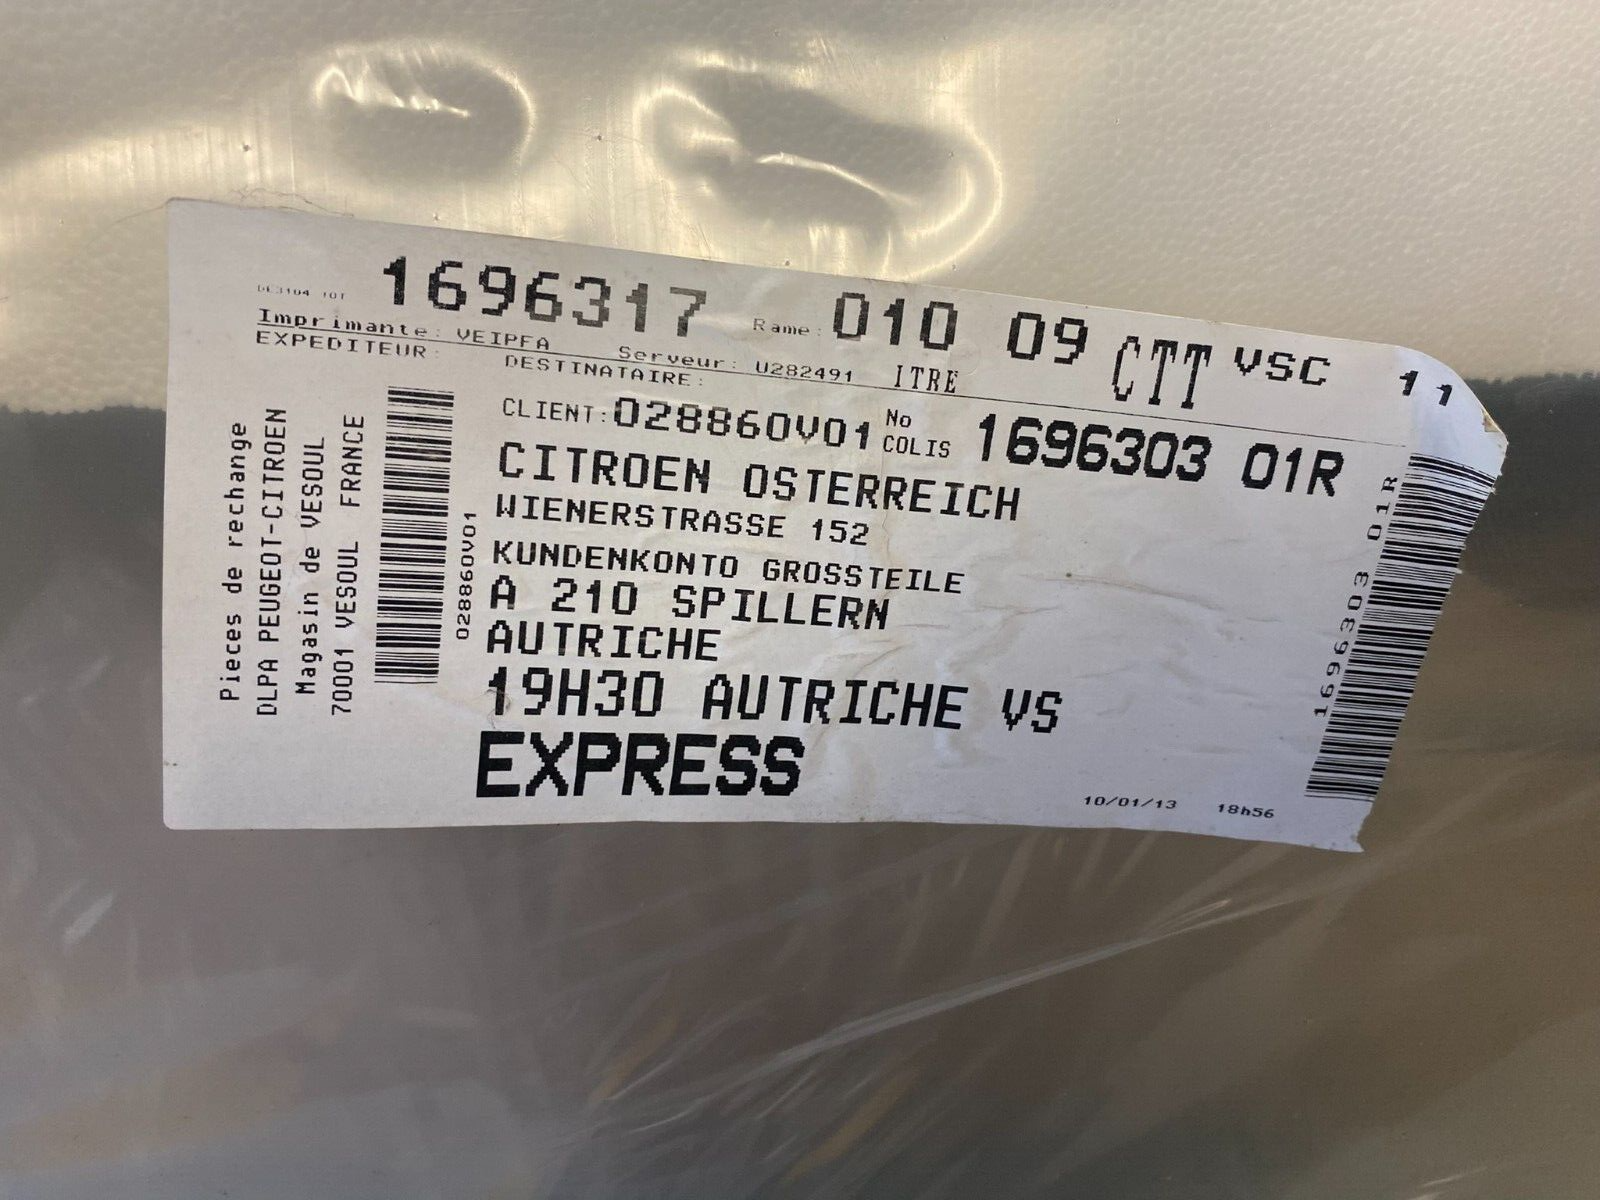 1696317 Rame: 010 09 CTT VSC 11
Imprimante: VEIPFA Serveur: U282491 ITRE
EXPEDITEUR: DESTINATAIRE:
Pieces de rechange
DLPA PEUGEOT-CITROEN
Magasin de VESOUL
70001 VESOUL FRANCE
028860V01
CLIENT: 028860V01 No COLIS 1696303 01R
CITROEN OSTERREICH
WIENERSTRASSE 152
KUNDENKONTO GROSSTEILE
A 210 SPILLERN
AUTRICHE
19H30 AUTRICHE VS
EXPRESS
10/01/13 18h56
1696303 01R